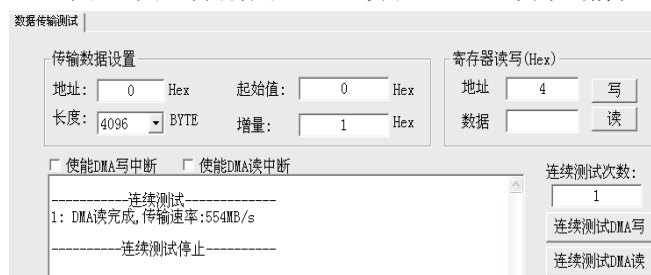 数据传输测试
传输数据设置
地址: 0 Hex 起始值: 0 Hex
长度: 4096 BYTE 增量: 1 Hex
寄存器读写(Hex)
地址 4 写
数据 读
使能DMA写中断 使能DMA读中断
----------连续测试-------------
1: DMA读完成,传输速率:554MB/s
----------连续测试停止----------
连续测试次数:
1
连续测试DMA写
连续测试DMA读